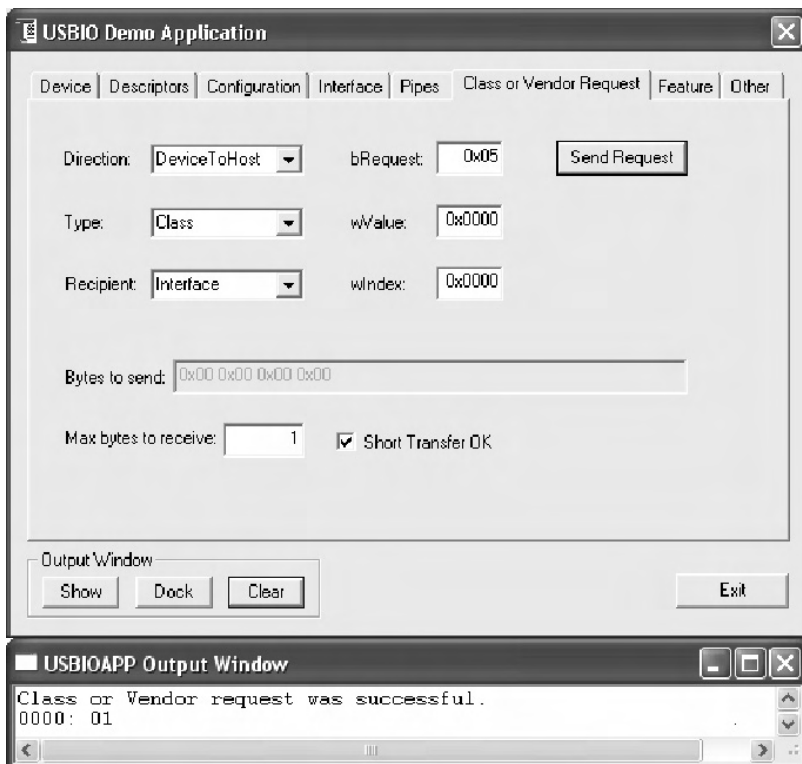 USBIO Demo Application
Device Descriptors Configuration Interface Pipes Class or Vendor Request Feature Other
Direction: DeviceToHost bRequest: 0x05 Send Request
Type: Class wValue: 0x0000
Recipient: Interface wIndex: 0x0000
Bytes to send: 0x00 0x00 0x00 0x00
Max bytes to receive: 1 Short Transfer OK
Output Window
Show Dock Clear Exit
USBIOAPP Output Window
Class or Vendor request was successful.
0000: 01